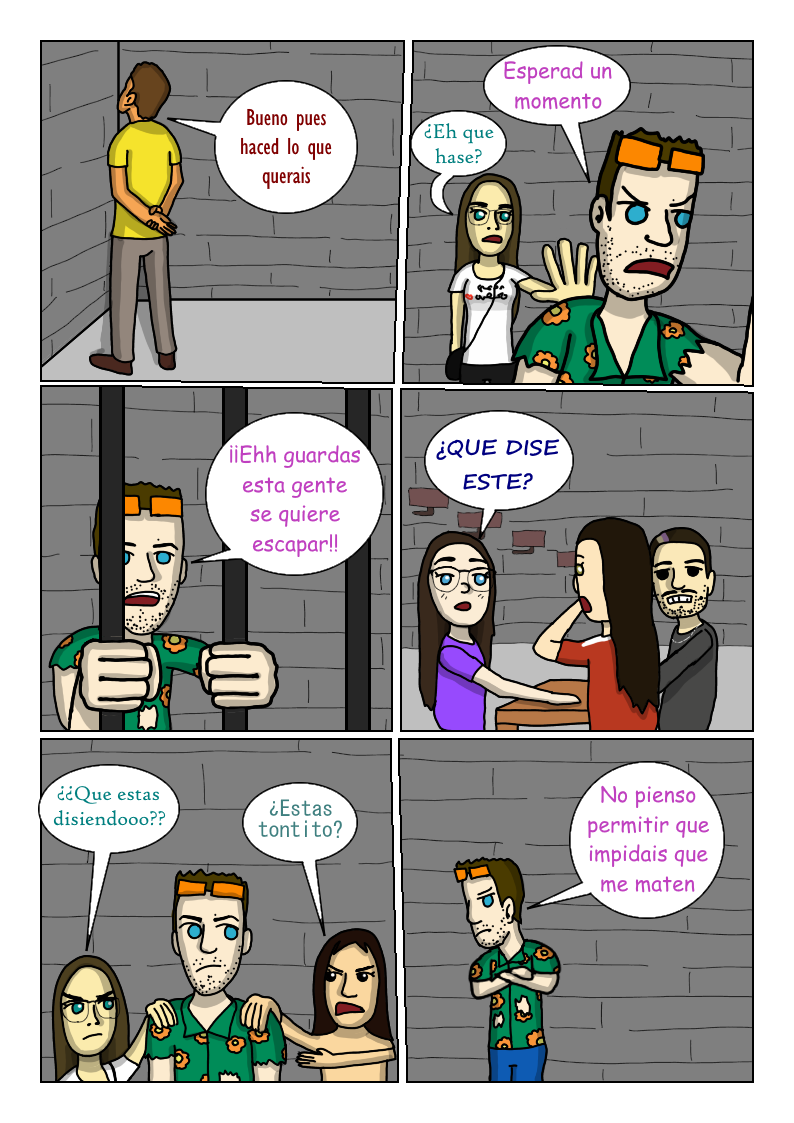 Bueno pues
haced lo que
querais
Esperad un
momento
¿Eh que
hase?
¡¡Ehh guardas
esta gente
se quiere
escapar!!
¿QUE DISE
ESTE?
¿¿Que estas
disiendooo??
¿Estas
tontito?
No pienso
permitir que
impidais que
me maten